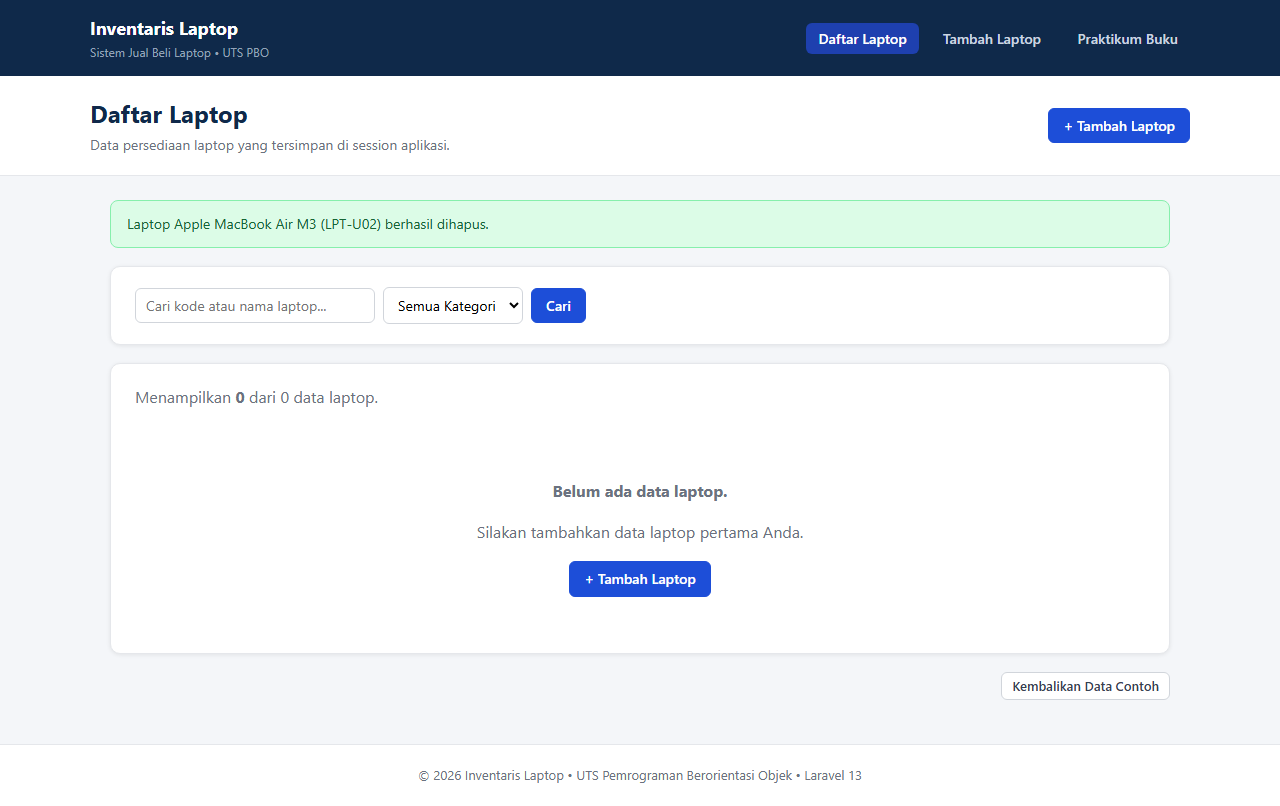 Inventaris Laptop
Sistem Jual Beli Laptop • UTS PBO
Daftar Laptop
Tambah Laptop
Praktikum Buku
Daftar Laptop
Data persediaan laptop yang tersimpan di session aplikasi.
+ Tambah Laptop
Laptop Apple MacBook Air M3 (LPT-U02) berhasil dihapus.
Cari kode atau nama laptop...
Semua Kategori
Cari
Menampilkan 0 dari 0 data laptop.
Belum ada data laptop.
Silakan tambahkan data laptop pertama Anda.
+ Tambah Laptop
Kembalikan Data Contoh
© 2026 Inventaris Laptop • UTS Pemrograman Berorientasi Objek • Laravel 13